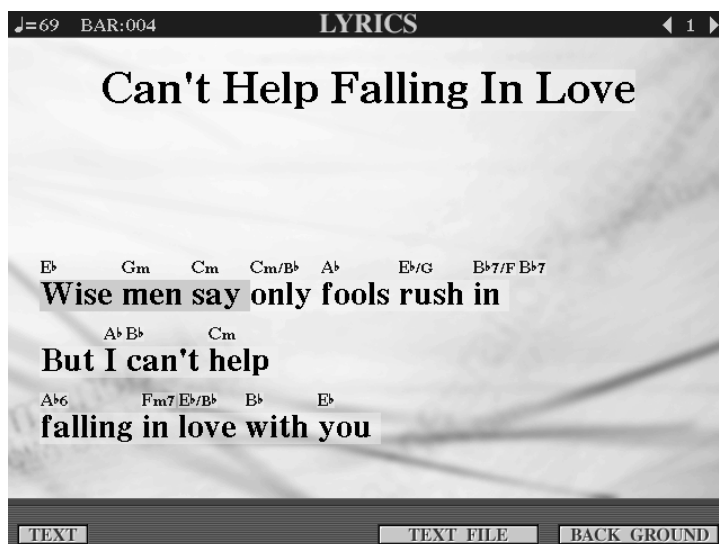 ♩=69 BAR:004 LYRICS ◀ 1 ▶
Can't Help Falling In Love
E♭ Gm Cm Cm/B♭ A♭ E♭/G B♭7/F B♭7
Wise men say only fools rush in
A♭ B♭ Cm
But I can't help
A♭6 Fm7 E♭/B♭ B♭ E♭
falling in love with you
TEXT TEXT FILE BACK GROUND